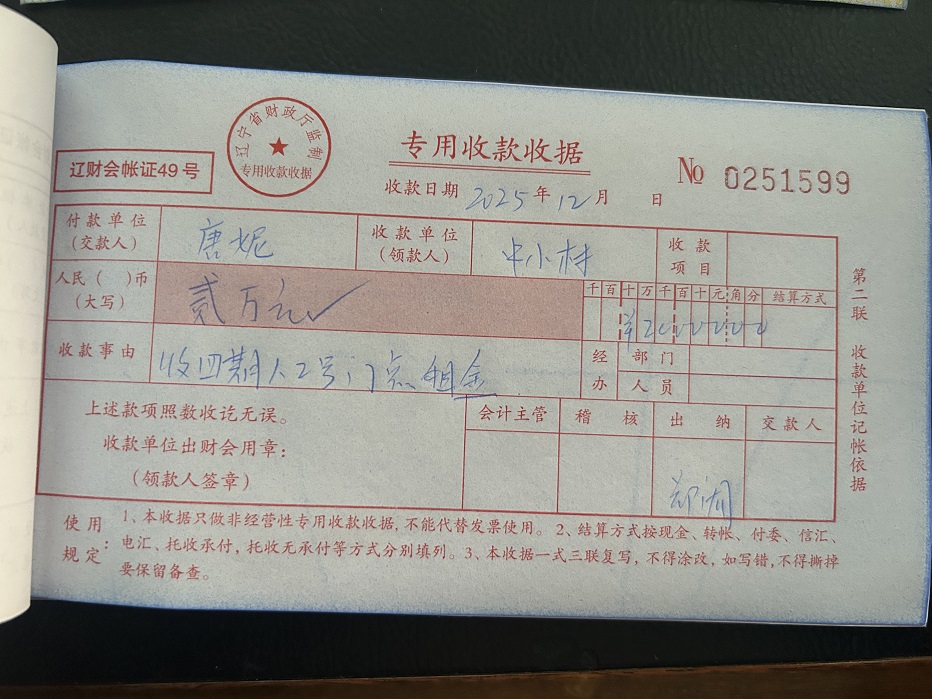 辽宁省财政厅监制
专用收款收据
辽财会帐证49号
专用收款收据
№ 0251599
收款日期 2025年12月 日
付款单位（交款人） 唐妮 收款单位（领款人） 中小村 收款项目
人民（ ）币（大写） 贰万元 千百十万千百十元角分 结算方式
¥2000000
收款事由 收四期人2号门点租金 经办 部门
人员
上述款项照数收讫无误。
收款单位出财会用章：
（领款人签章）
会计主管 稽核 出纳 交款人
使用规定： 1、本收据只做非经营性专用收款收据，不能代替发票使用。2、结算方式按现金、转帐、付委、信汇、
电汇、托收承付，托收无承付等方式分别填列。3、本收据一式三联复写，不得涂改，如写错，不得撕掉
要保留备查。
第二联 收款单位记帐依据